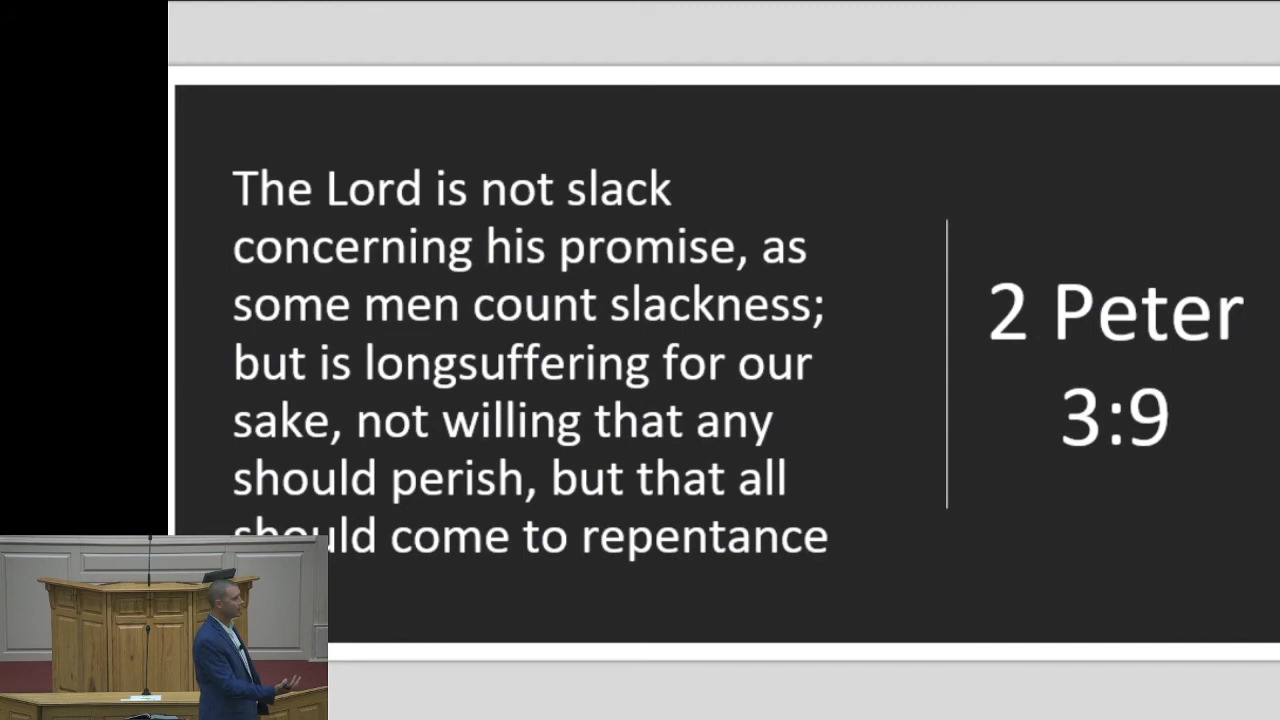 The Lord is not slack
concerning his promise, as
some men count slackness;
but is longsuffering for our
sake, not willing that any
should perish, but that all
should come to repentance
2 Peter
3:9